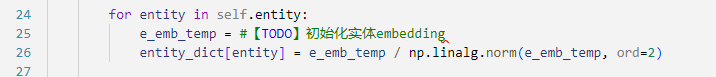 24 for entity in self.entity:
25 e_emb_temp = #【TODO】初始化实体embedding
26 entity_dict[entity] = e_emb_temp / np.linalg.norm(e_emb_temp, ord=2)
27